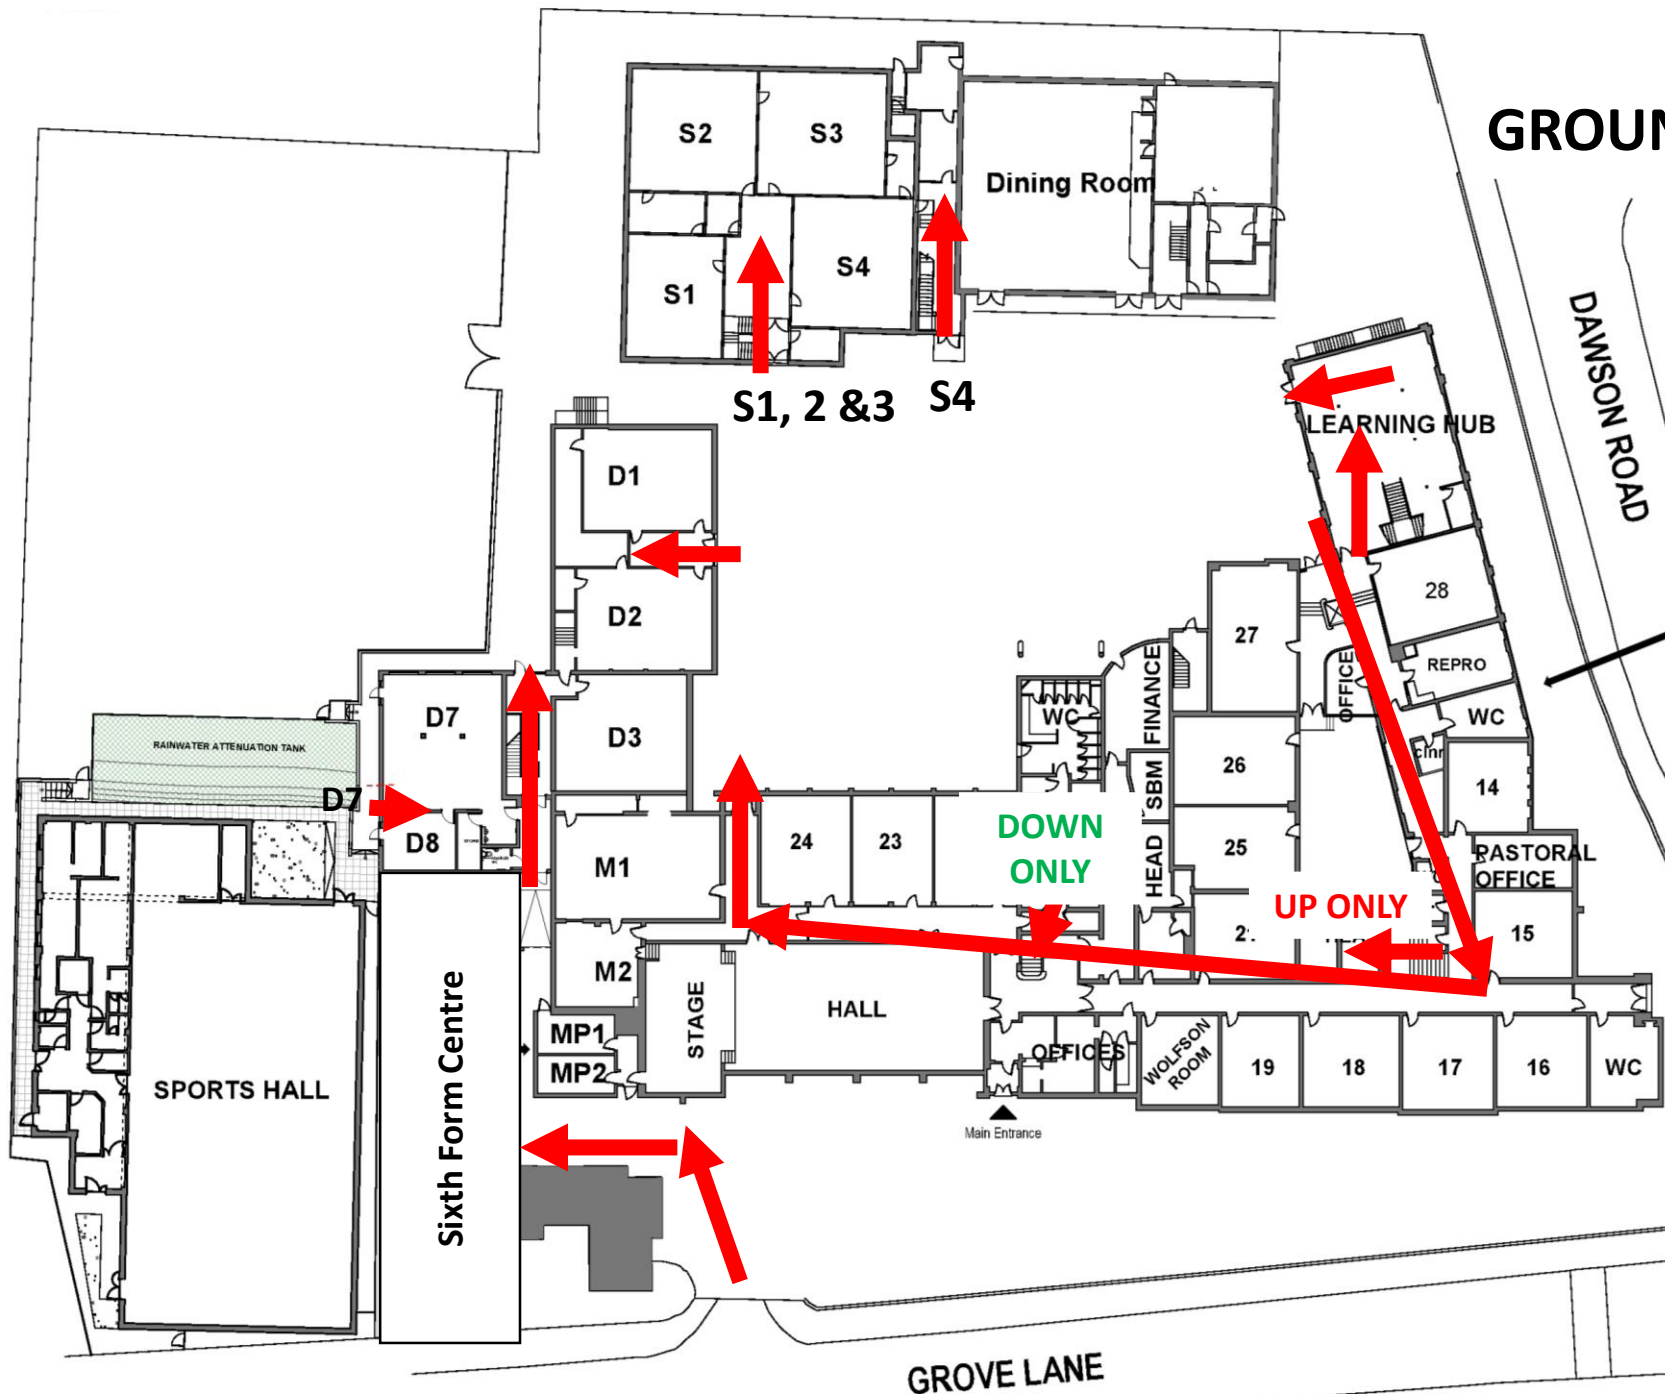 GROUN
S2
S3
Dining Room
S4
S1
S1, 2 &3
S4
DAWSON ROAD
LEARNING HUB
D1
D2
28
27
REPRO
OFFICE
WC
FINANCE
WC
D7
D3
RAINWATER ATTENUATION TANK
26
SBM
14
D7
D8
M1
24
23
DOWN
ONLY
HEAD
25
PASTORAL
OFFICE
UP ONLY
15
M2
STAGE
HALL
MP1
MP2
OFFICES
WOLFSON
ROOM
19
18
17
16
WC
Main Entrance
SPORTS HALL
Sixth Form Centre
GROVE LANE